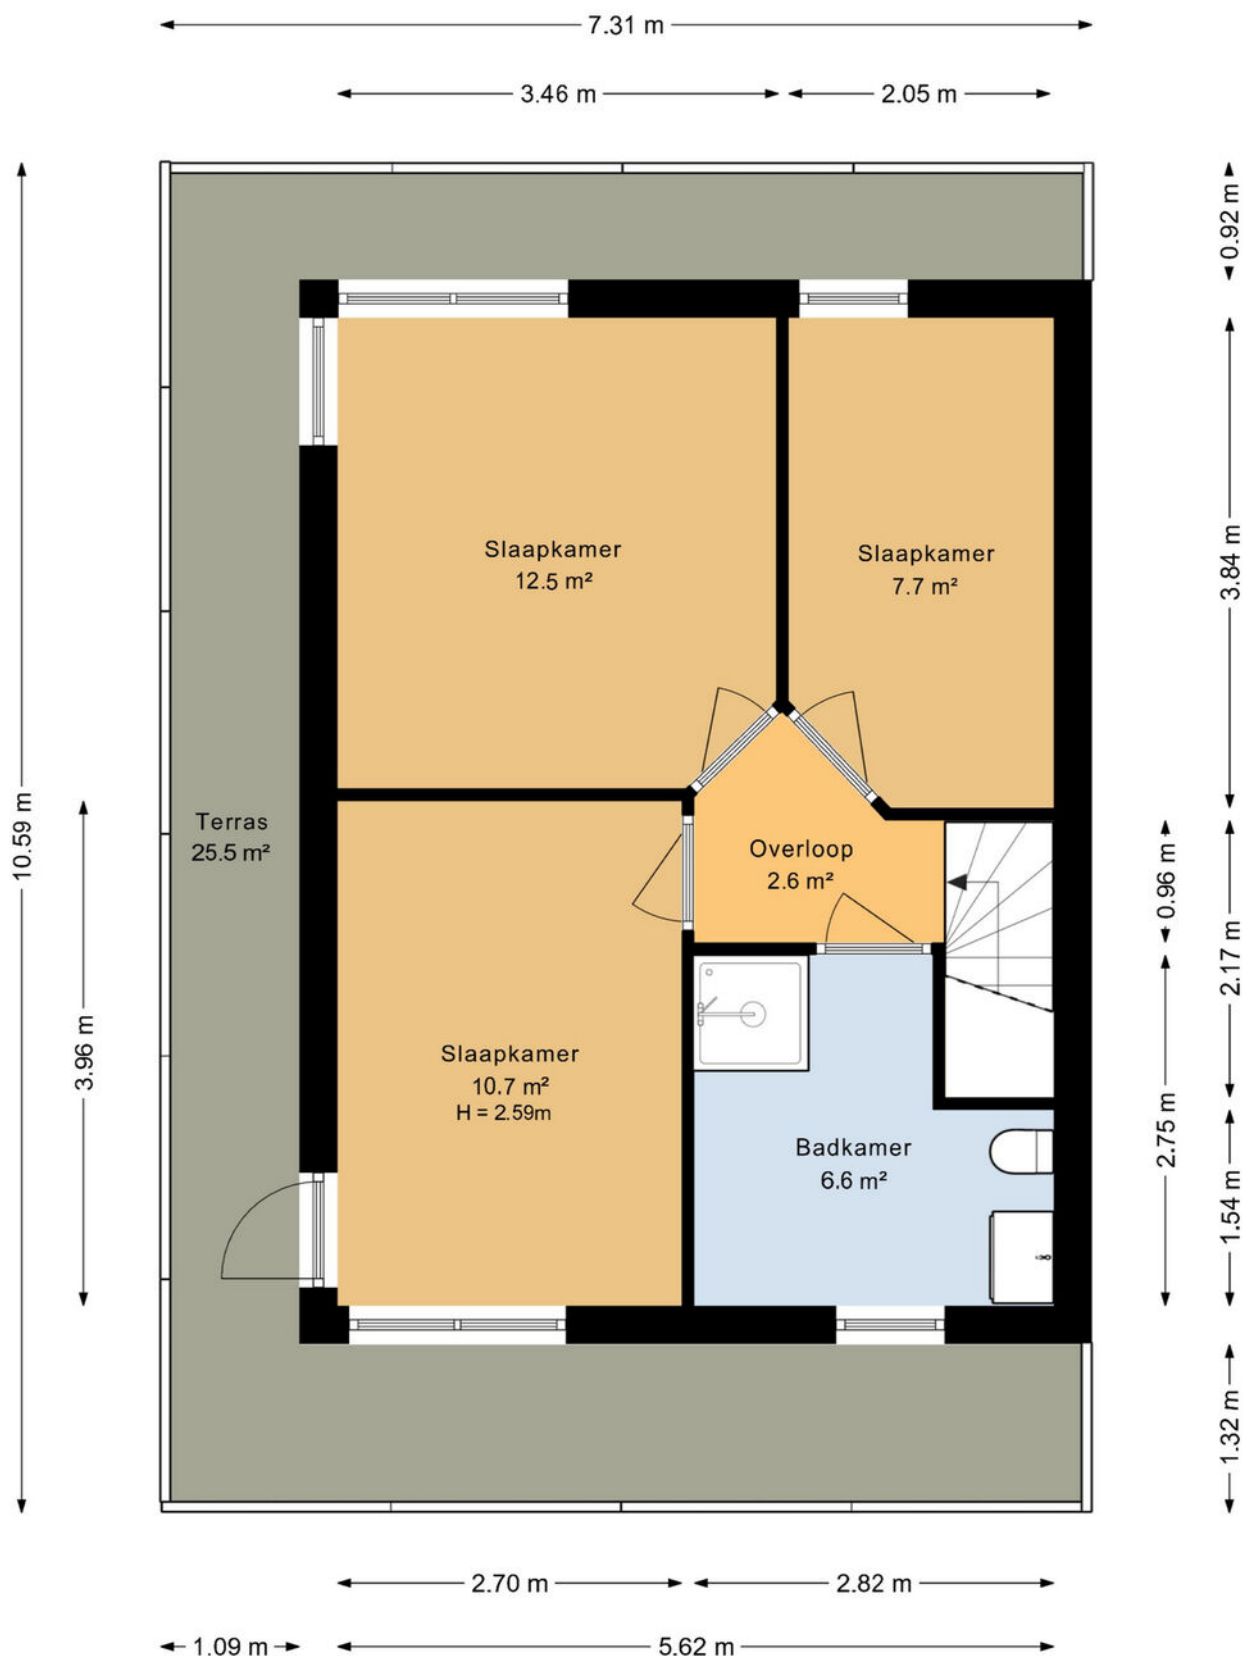 7.31 m
3.46 m
2.05 m
0.92 m
Slaapkamer
12.5 m²
Slaapkamer
7.7 m²
3.84 m
10.59 m
Terras
25.5 m²
Overloop
2.6 m²
0.96 m
2.17 m
3.96 m
Slaapkamer
10.7 m²
H = 2.59m
Badkamer
6.6 m²
2.75 m
1.54 m
1.32 m
2.70 m
2.82 m
1.09 m
5.62 m